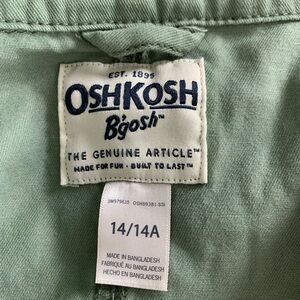 EST. 1895
OSHKOSH
B'gosh™
THE GENUINE ARTICLE™
MADE FOR FUN · BUILT TO LAST™
14/14A
MADE IN BANGLADESH
FABRIQUÉ AU BANGLADESH
HECHO EN BANGLADESH